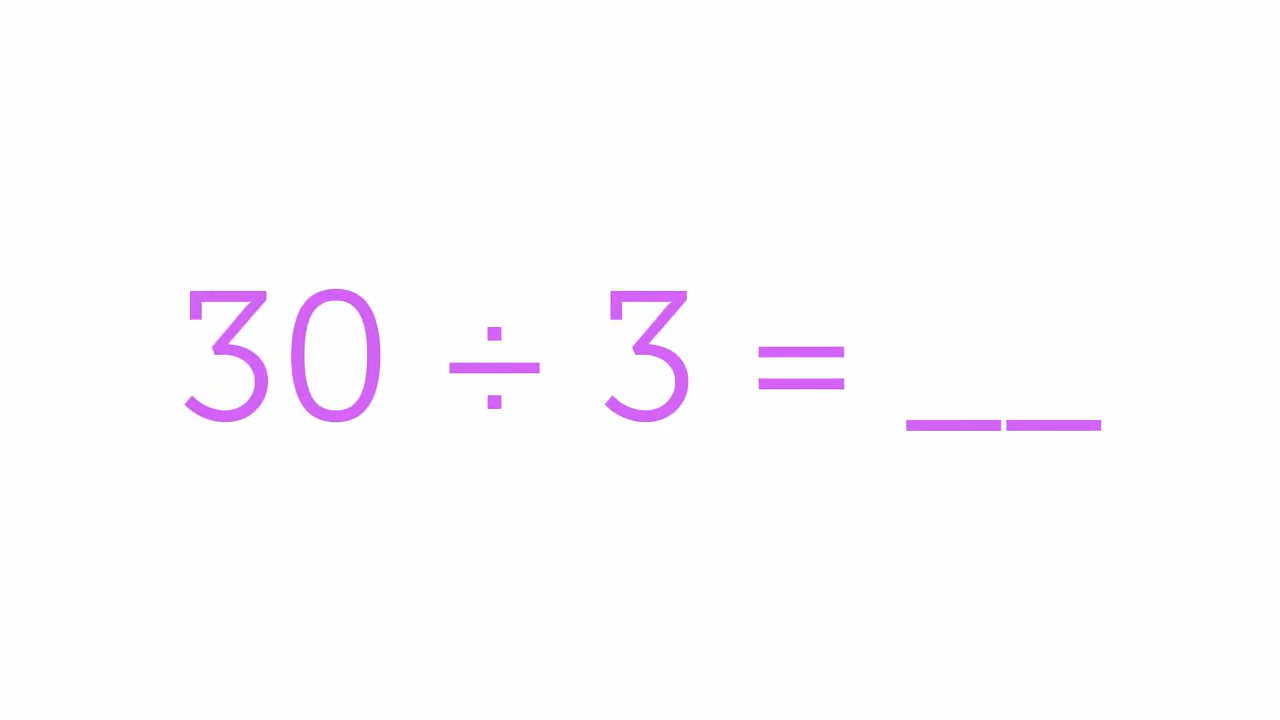 30 ÷ 3 = __